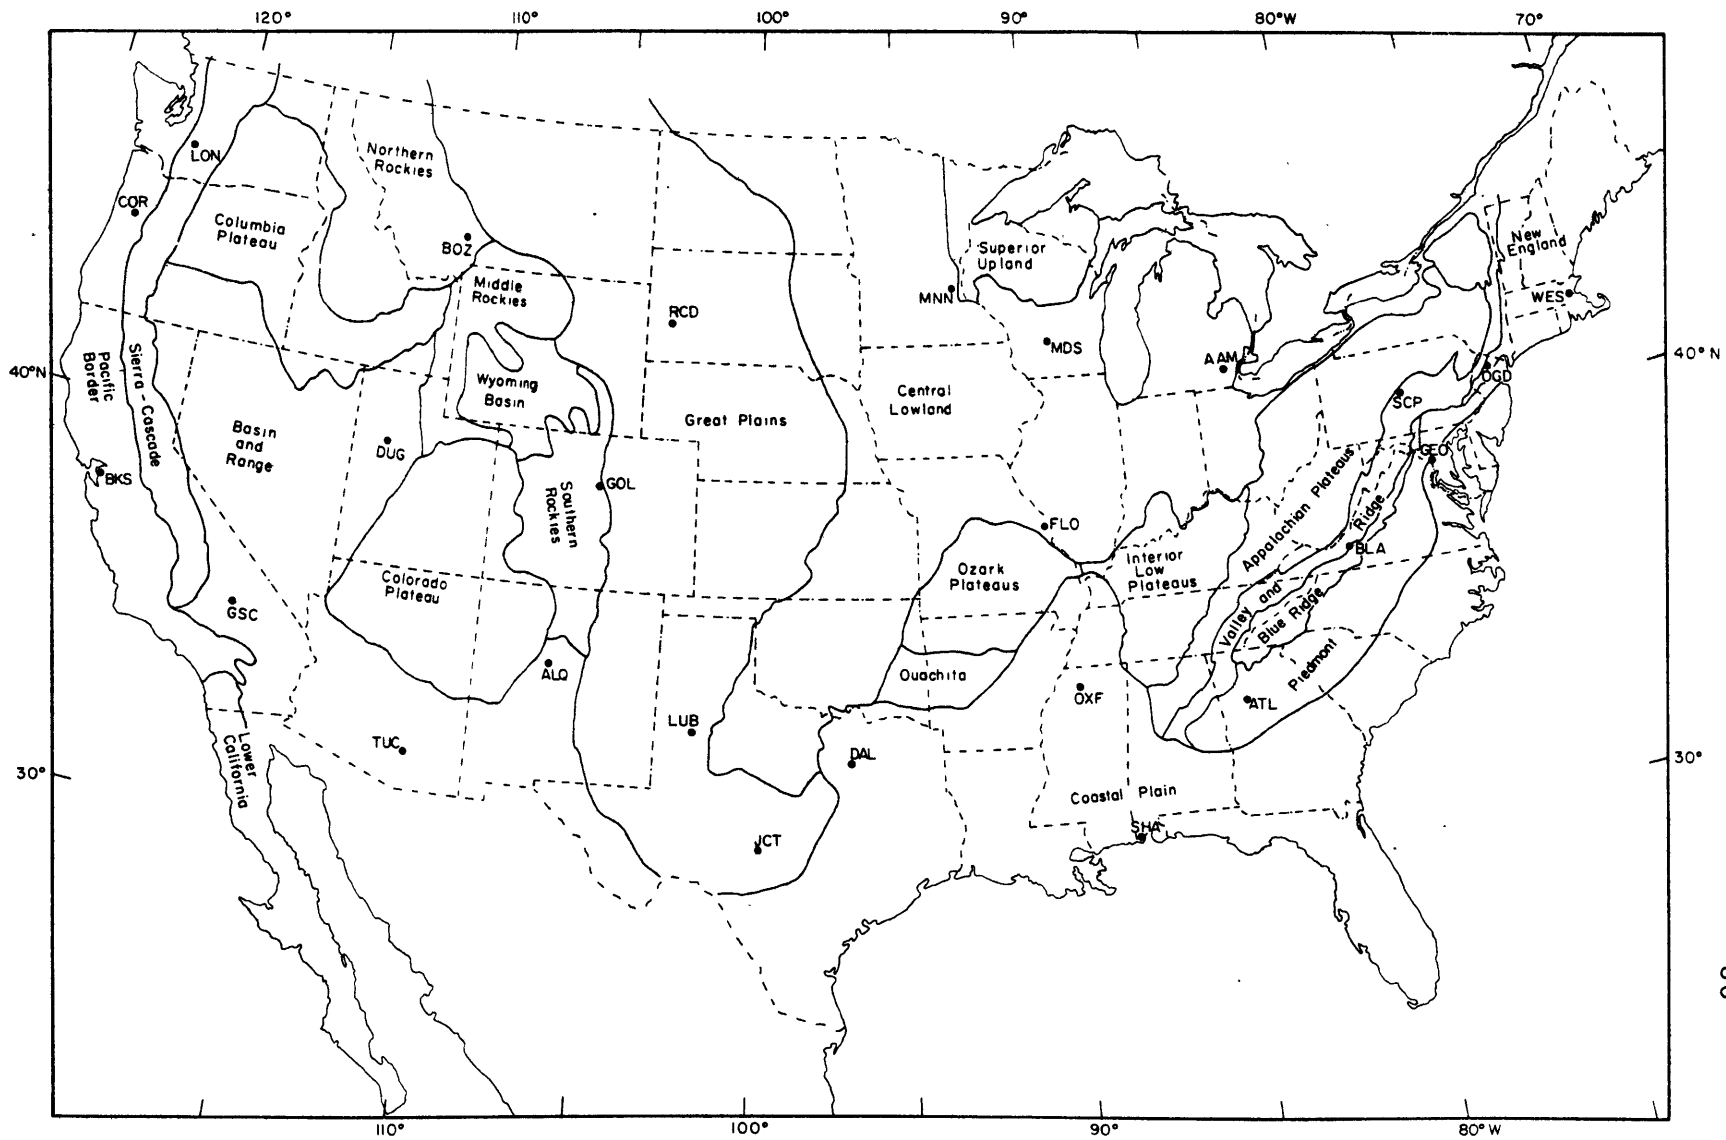 120°
110°
100°
90°
80°W
70°
Northern
Rockies
LON
COR
Columbia
Plateau
BOZ
Middle
Rockies
Superior
Upland
New
England
MNN
WES
RCD
MDS
AAM
40°N
40°N
Pacific
Border
Sierra-Cascade
Wyoming
Basin
Central
Lowland
OGD
SCP
Great Plains
Basin
and
Range
DUG
GEO
BKS
GOL
Southern
Rockies
Appalachian Plateaus
FLO
Valley and Ridge
BLA
Interior
Low
Plateaus
Ozark
Plateaus
Colorado
Plateau
GSC
Blue Ridge
Piedmont
ALQ
Ouachita
OXF
ATL
LUB
TUC
DAL
Lower
California
30°
30°
Coastal Plain
SHA
JCT
110°
100°
90°
80°W